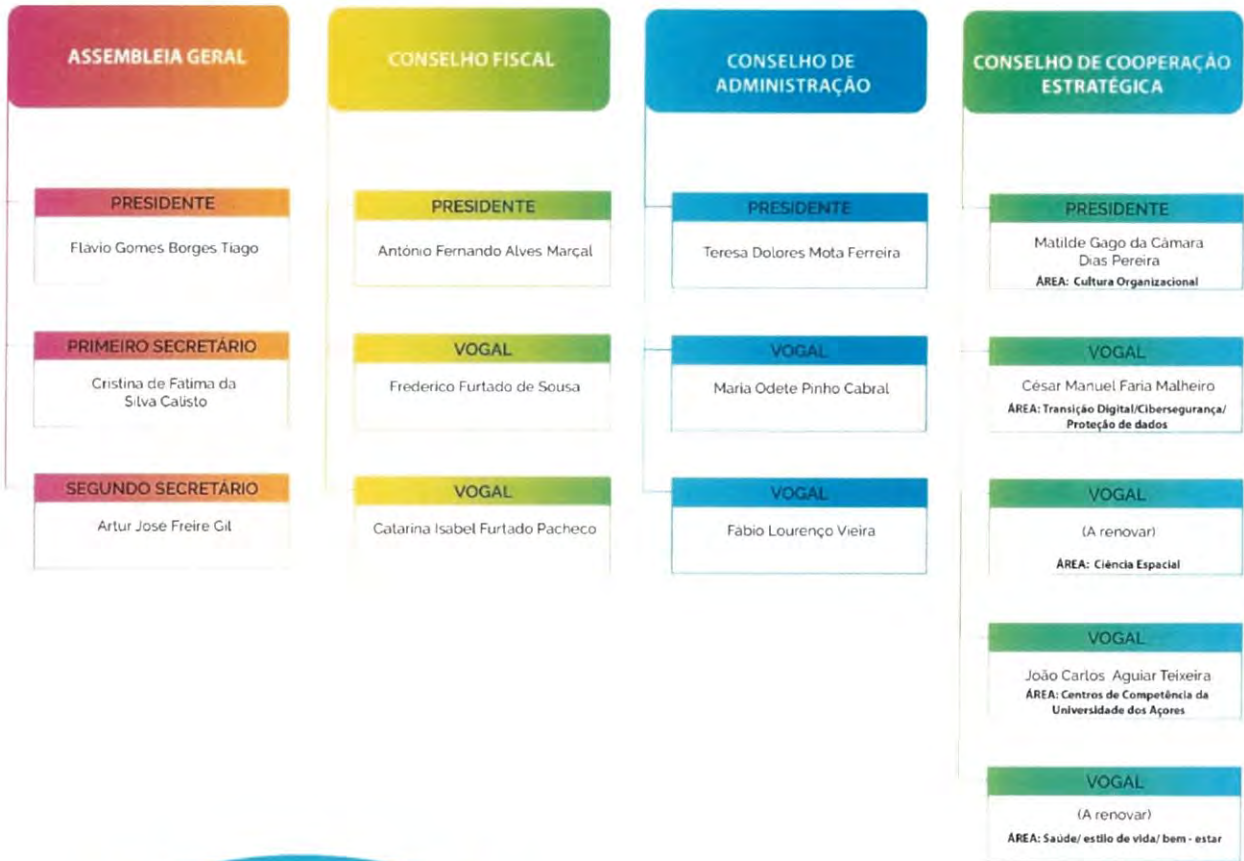 ASSEMBLEIA GERAL
PRESIDENTE
Flavio Gomes Borges Tiago
PRIMEIRO SECRETÁRIO
Cristina de Fatima da
Silva Calisto
SEGUNDO SECRETÁRIO
Artur José Freire Gil
CONSELHO FISCAL
PRESIDENTE
António Fernando Alves Marçal
VOGAL
Frederico Furtado de Sousa
VOGAL
Catarina Isabel Furtado Pacheco
CONSELHO DE
ADMINISTRAÇÃO
PRESIDENTE
Teresa Dolores Mota Ferreira
VOGAL
Maria Odete Pinho Cabral
VOGAL
Fábio Lourenço Vieira
CONSELHO DE COOPERAÇÃO
ESTRATÉGICA
PRESIDENTE
Matilde Gago da Câmara
Dias Pereira
ÁREA: Cultura Organizacional
VOGAL
César Manuel Faria Malheiro
ÁREA: Transição Digital/Cibersegurança/
Proteção de dados
VOGAL
(A renovar)
ÁREA: Ciência Espacial
VOGAL
João Carlos Aguiar Teixeira
ÁREA: Centros de Competência da
Universidade dos Açores
VOGAL
(A renovar)
ÁREA: Saúde/ estilo de vida/ bem - estar